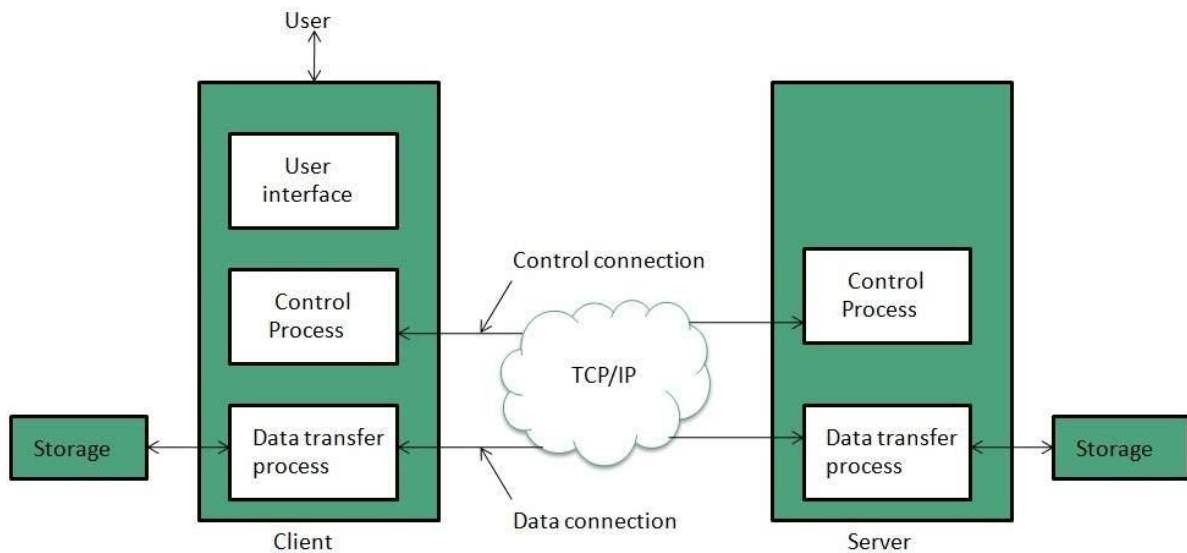 User
User
interface
Control connection
Control
Process
Control
Process
TCP/IP
Storage
Data transfer
process
Data transfer
process
Storage
Data connection
Client
Server